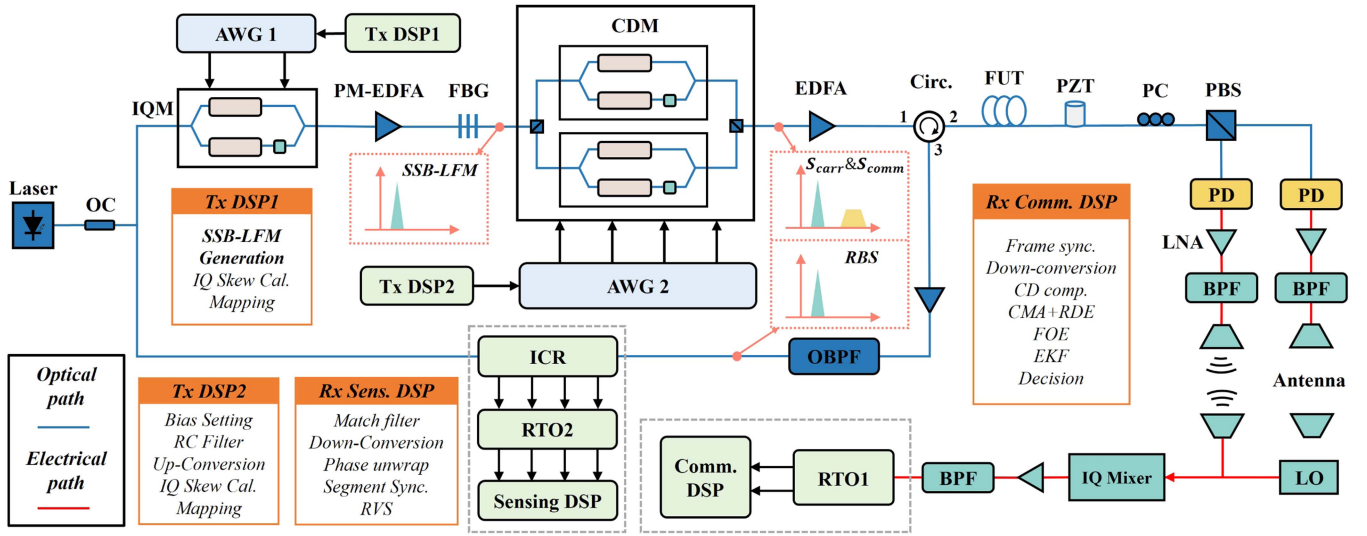 AWG 1
Tx DSP1
CDM
IQM
PM-EDFA
FBG
EDFA
Circ.
FUT
PZT
PC
PBS
1
2
3
SSB-LFM
S_carr&S_comm
RBS
Laser
OC
Tx DSP1
SSB-LFM
Generation
IQ Skew Cal.
Mapping
Tx DSP2
AWG 2
Rx Comm. DSP
Frame sync.
Down-conversion
CD comp.
CMA+RDE
FOE
EKF
Decision
PD
PD
LNA
BPF
BPF
Antenna
OBPF
ICR
RTO2
Sensing DSP
Optical
path
Electrical
path
Tx DSP2
Bias Setting
RC Filter
Up-Conversion
IQ Skew Cal.
Mapping
Rx Sens. DSP
Match filter
Down-Conversion
Phase unwrap
Segment Sync.
RVS
Comm.
DSP
RTO1
BPF
IQ Mixer
LO